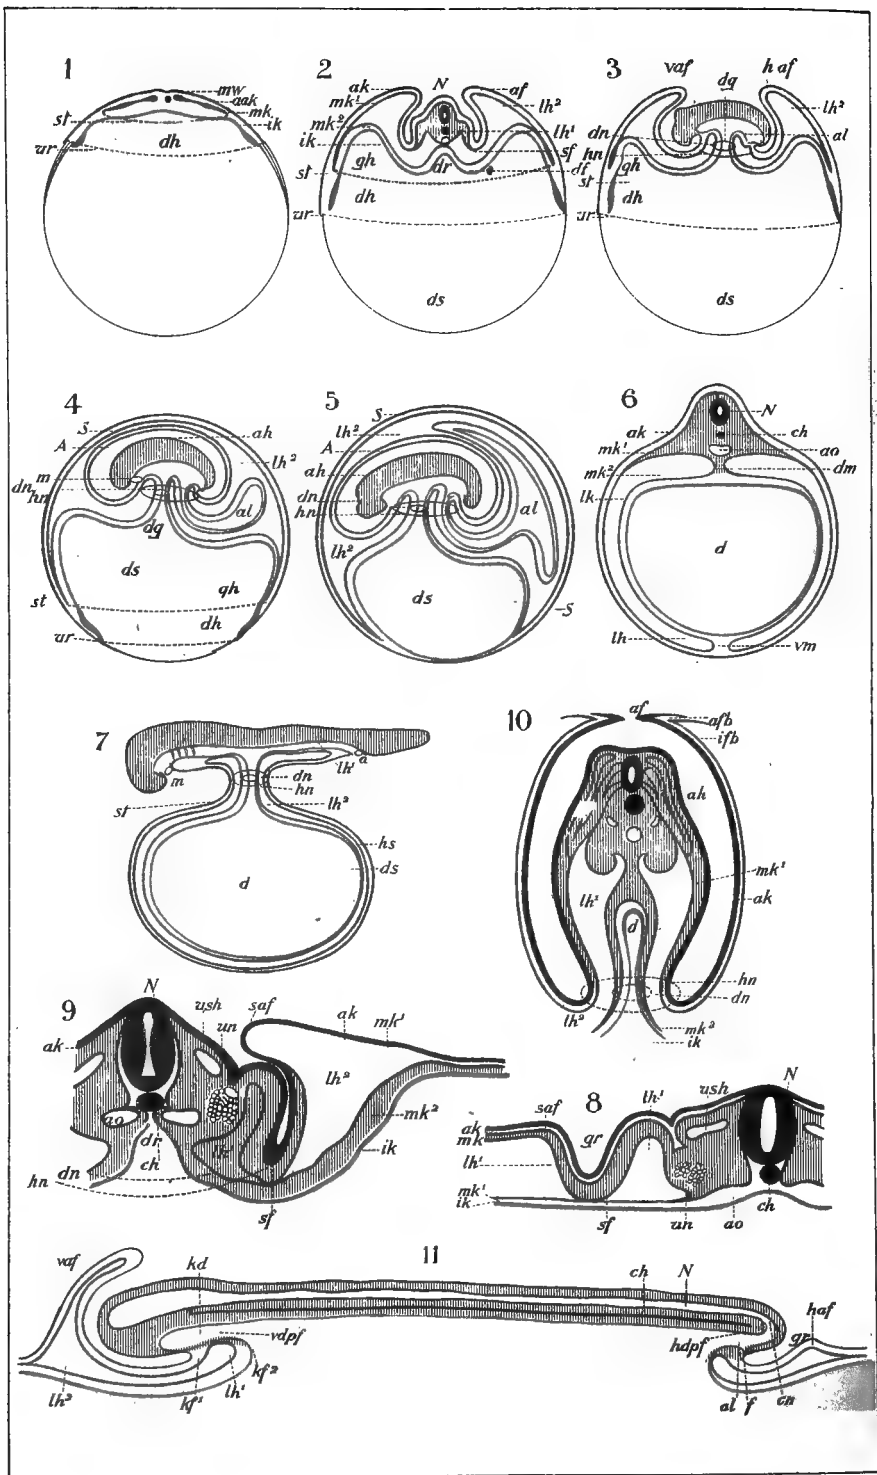 1
mw
aak
mk
ik
st
dh
ur
2
N
ak
af
mk¹
lh²
mk²
lh¹
ik
sf
gh
dr
st
df
dh
ur
ds
3
vaf
dg
haf
lh²
dn
al
hn
gh
st
dh
ur
ds
4
S
ah
A
lh²
m
dn
hn
al
dg
ds
gh
st
dh
ur
5
S
lh²
A
ah
dn
hn
al
lh²
ds
S
6
N
ak
ch
mk¹
ao
mk²
dm
lk
d
lh
vm
7
a
lh¹
m
dn
hn
st
lh²
hs
ds
d
10
af
afb
ifb
ah
mk¹
lh¹
ak
d
hn
dn
lh²
mk²
ik
9
N
ush
saf
un
ak
mk¹
ak
lh²
mk²
ao
dr
lh¹
ik
ch
dn
hn
sf
8
lh¹
ush
N
saf
gr
ak
mk
lh¹
mk¹
ik
sf
un
ao
ch
11
vaf
kd
ch
N
haf
vdpf
hdpf
gr
kf²
lh²
kf¹
lh¹
al
f
cn